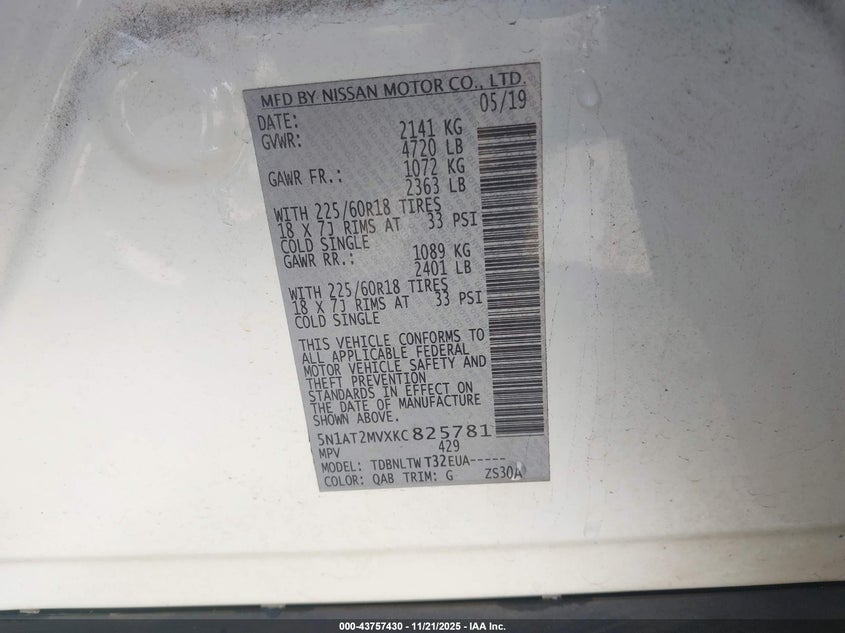 MFD BY NISSAN MOTOR CO., LTD.
DATE: 05/19
GVWR: 2141 KG
4720 LB
GAWR FR.: 1072 KG
2363 LB
WITH 225/60R18 TIRES
18 X 7J RIMS AT 33 PSI
COLD SINGLE
GAWR RR.: 1089 KG
2401 LB
WITH 225/60R18 TIRES
18 X 7J RIMS AT 33 PSI
COLD SINGLE
THIS VEHICLE CONFORMS TO
ALL APPLICABLE FEDERAL
MOTOR VEHICLE SAFETY AND
THEFT PREVENTION
STANDARDS IN EFFECT ON
THE DATE OF MANUFACTURE
SHOWN ABOVE.
5N1AT2MVXKC825781
MPV 429
MODEL: TDBNLTW T32EUA-----
COLOR: QAB TRIM: G ZS30A
000-43757430 - 11/21/2025 - IAA Inc.